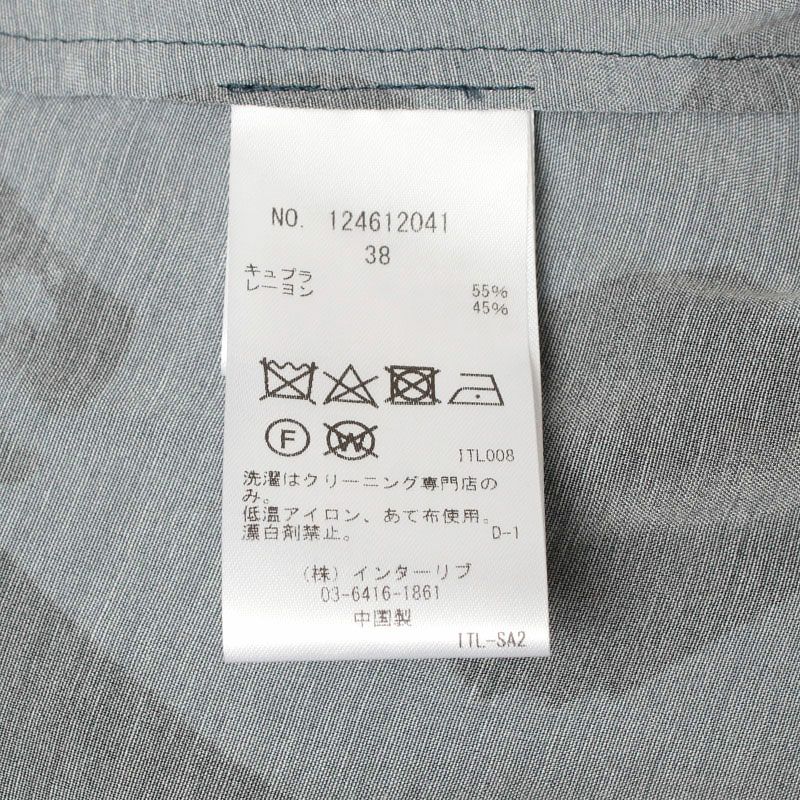 NO. 124612041
38
キュプラ 55%
レーヨン 45%
F W
ITL008
洗濯はクリーニング専門店の
み。
低温アイロン、あて布使用。
漂白剤禁止。 D-1
(株)インターリブ
03-6416-1861
中国製
ITL-SA2